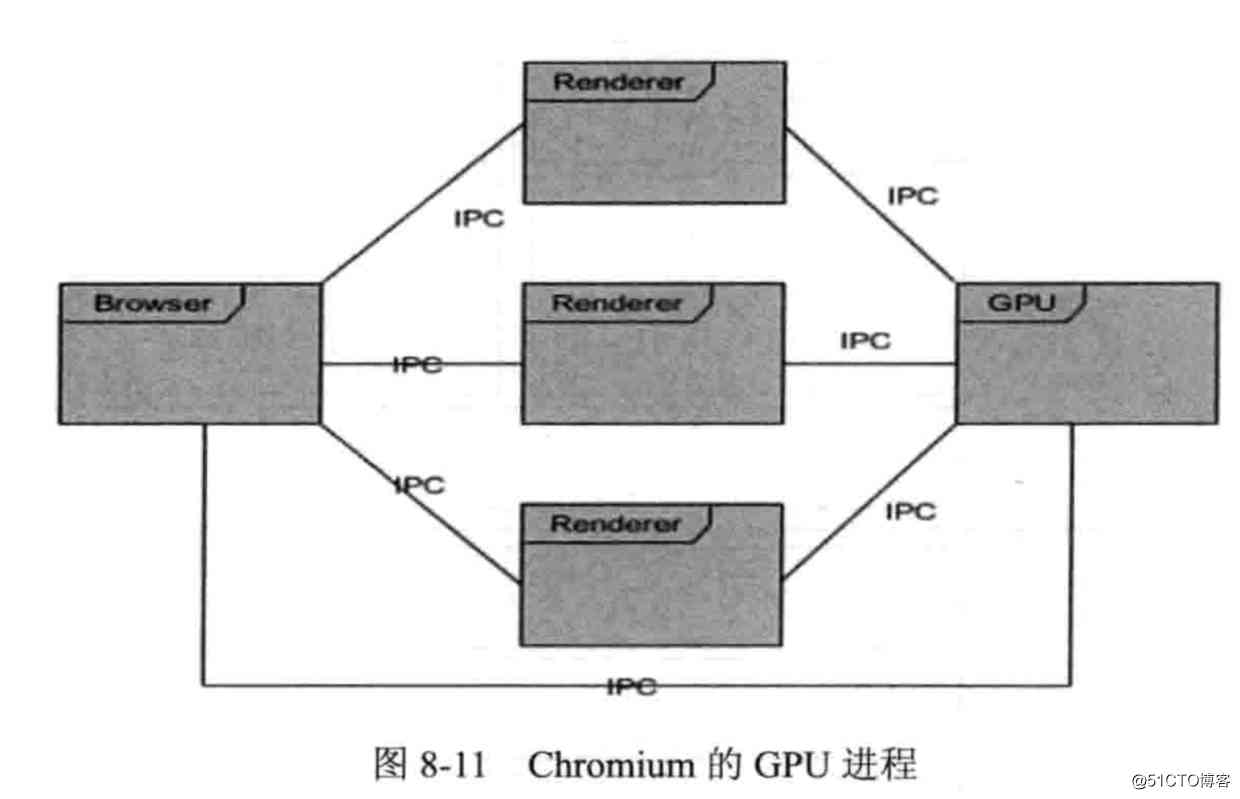 Renderer
IPC
IPC
Browser
Renderer
GPU
IPC
IPC
IPC
Renderer
IPC
IPC
图 8-11 Chromium 的 GPU 进程
@51CTO博客